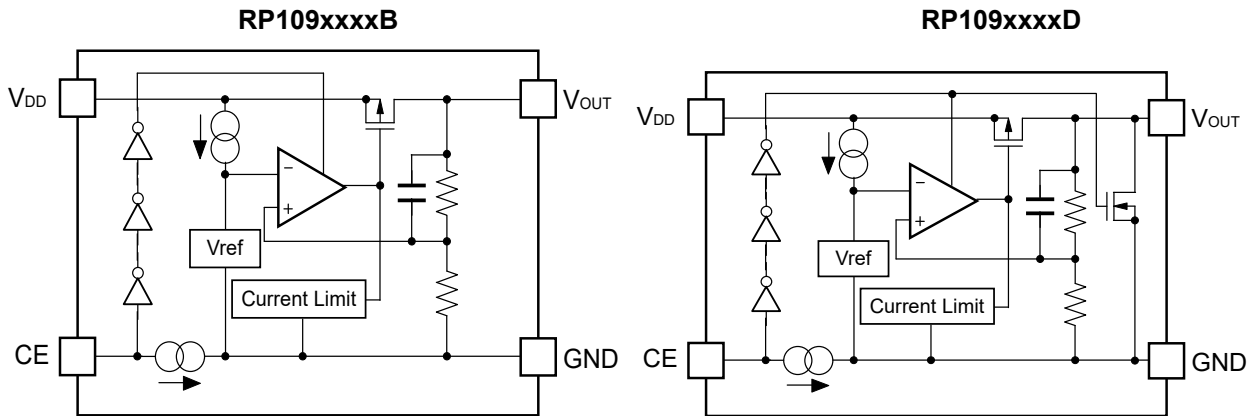 RP109xxxxB
VDD
VOUT
−
+
Vref
Current Limit
CE
GND
RP109xxxxD
VDD
VOUT
−
+
Vref
Current Limit
CE
GND